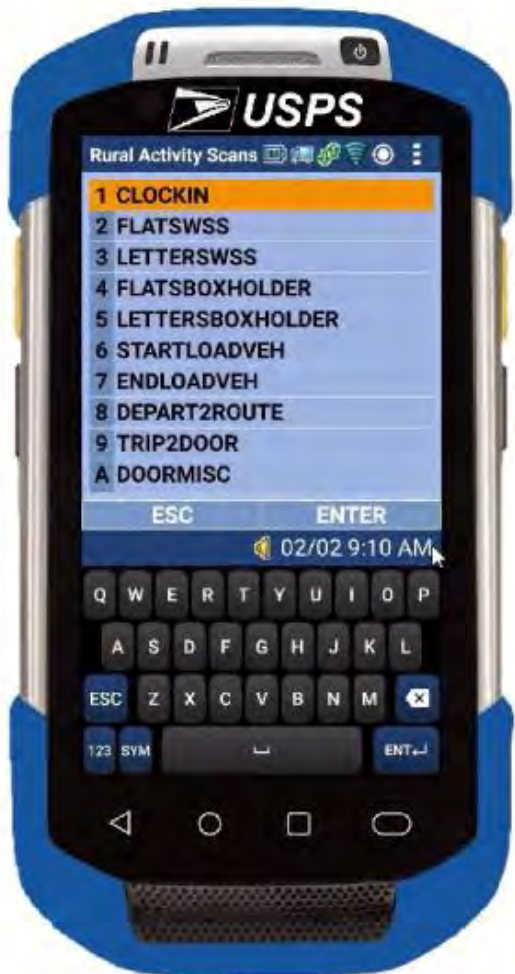 USPS
Rural Activity Scans
1 CLOCKIN
2 FLATSWSS
3 LETTERSWSS
4 FLATSBOXHOLDER
5 LETTERSBOXHOLDER
6 STARTLOADVEH
7 ENDLOADVEH
8 DEPART2ROUTE
9 TRIP2DOOR
A DOORMISC
ESC ENTER
02/02 9:10 AM
Q W E R T Y U I O P
A S D F G H J K L
ESC Z X C V B N M
123 SYM ENT